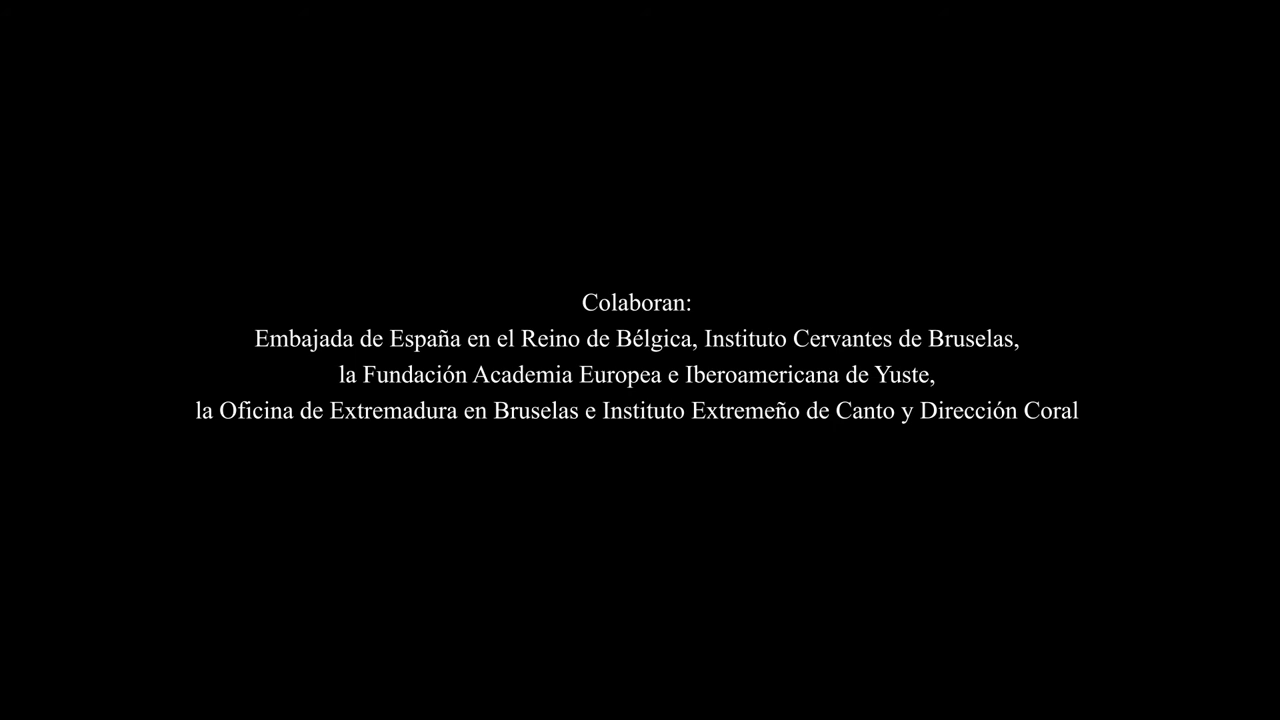 Colaboran:
Embajada de España en el Reino de Bélgica, Instituto Cervantes de Bruselas,
la Fundación Academia Europea e Iberoamericana de Yuste,
la Oficina de Extremadura en Bruselas e Instituto Extremeño de Canto y Dirección Coral